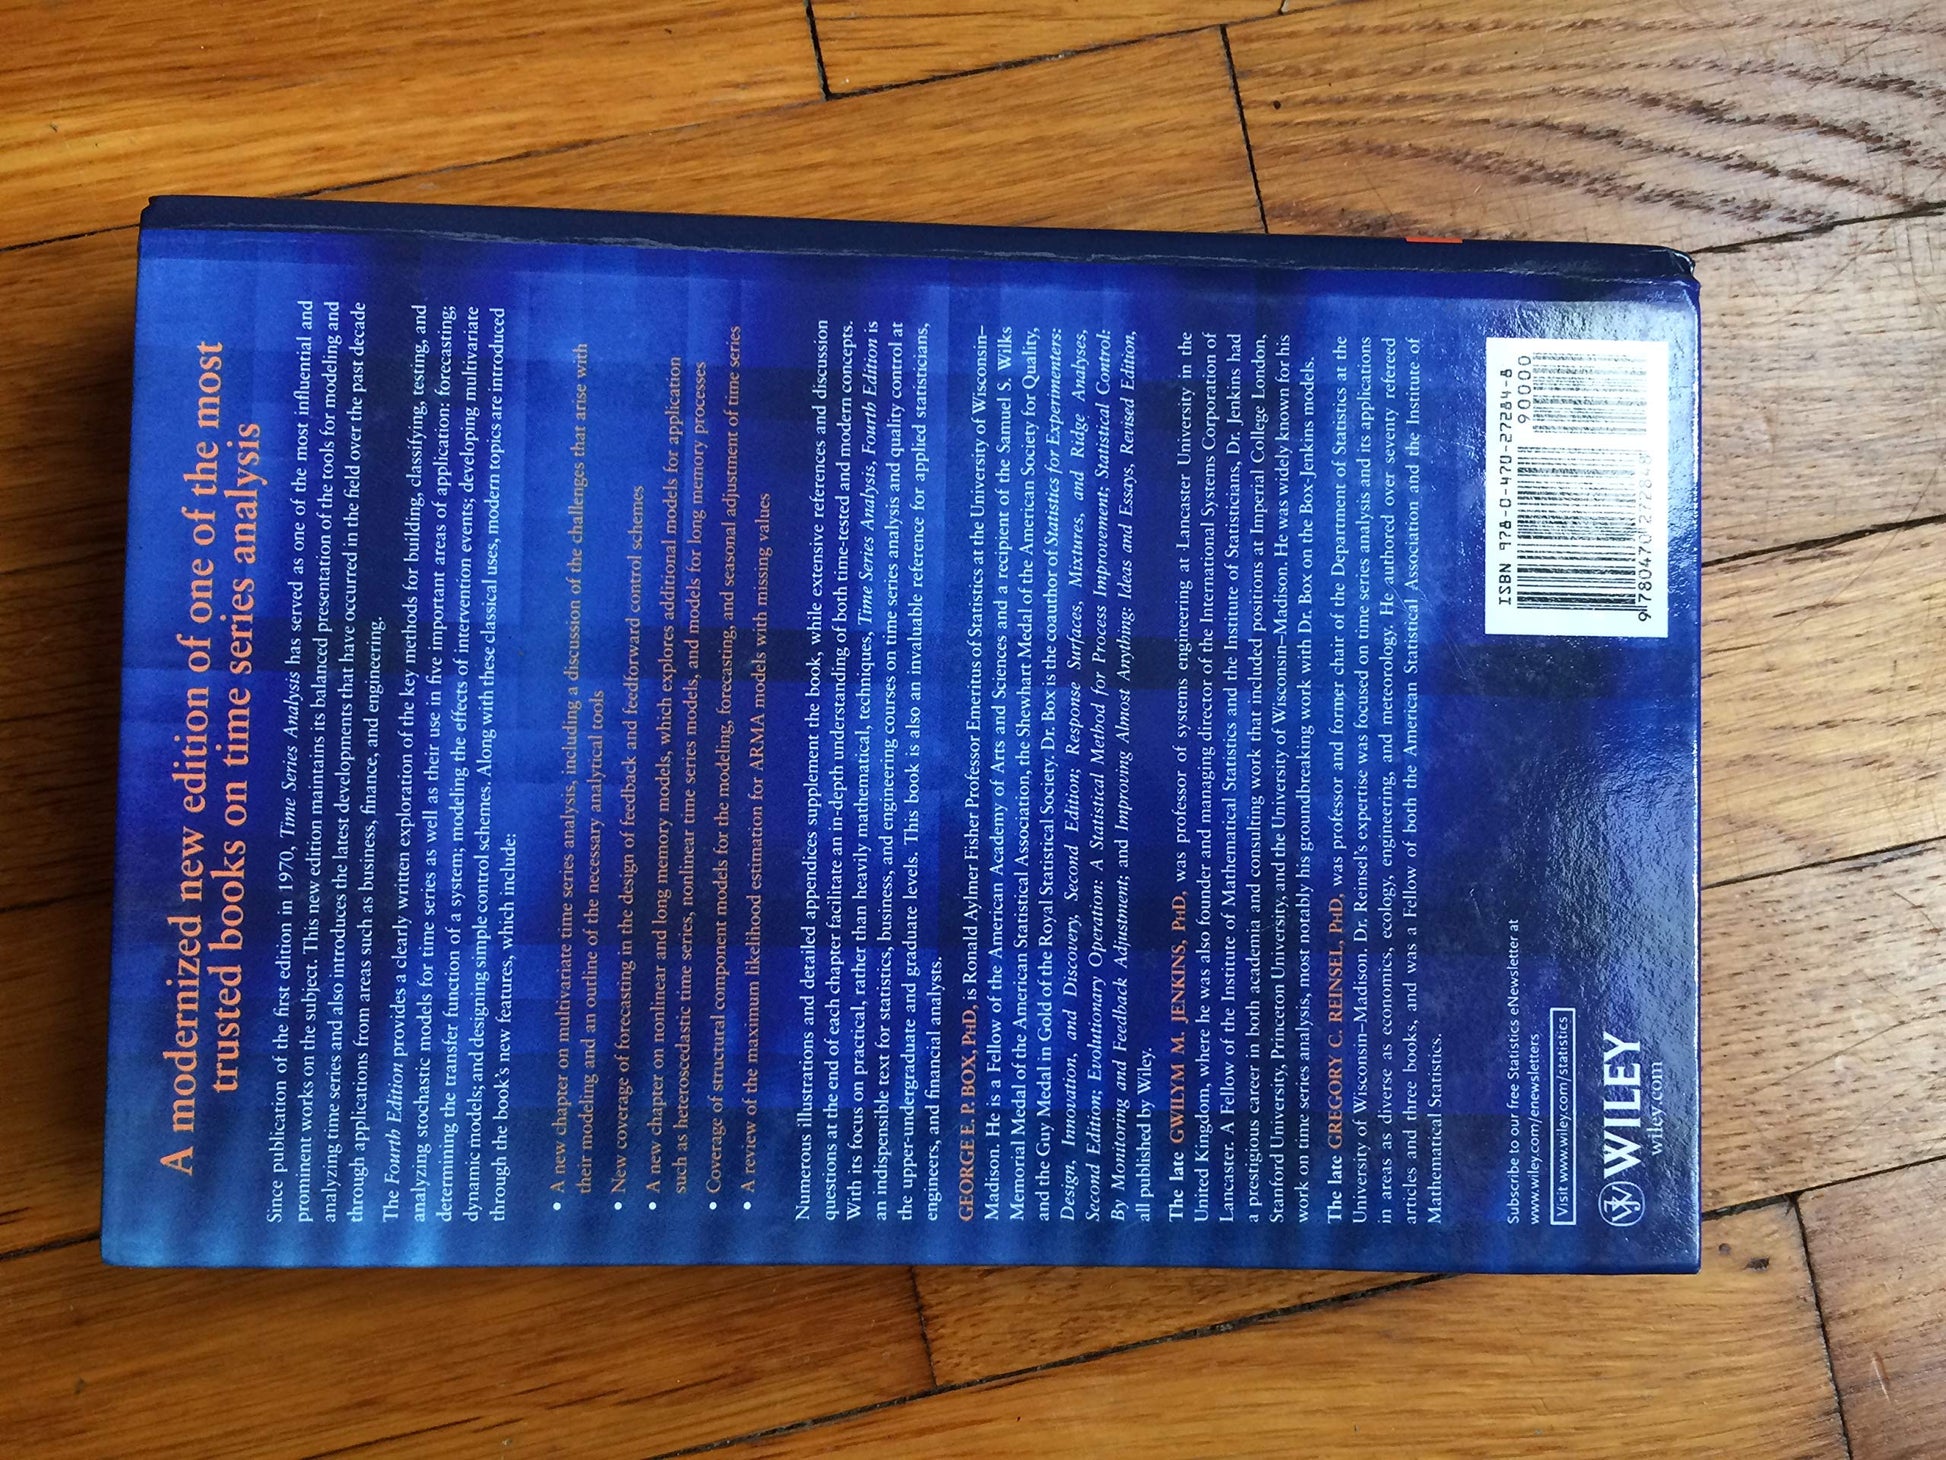 A modernized new edition of one of the most
trusted books on time series analysis
Since publication of the first edition in 1970, Time Series Analysis has served as one of the most influential and
prominent works on the subject. This new edition maintains its balanced presentation of the tools for modeling and
analyzing time series and also introduces the latest developments that have occurred in the field over the past decade
through applications from areas such as business, finance, and engineering.
The Fourth Edition provides a clearly written exploration of the key methods for building, classifying, testing, and
analyzing stochastic models for time series as well as their use in five important areas of application: forecasting;
determining the transfer function of a system; modeling the effects of intervention events; developing multivariate
dynamic models; and designing simple control schemes. Along with these classical uses, modern topics are introduced
through the book's new features, which include:
• A new chapter on multivariate time series analysis, including a discussion of the challenges that arise with
their modeling and an outline of the necessary analytical tools
• New coverage of forecasting in the design of feedback and feedforward control schemes
• A new chapter on nonlinear and long memory models, which explores additional models for application
such as heteroscedastic time series, nonlinear time series models, and models for long memory processes
• Coverage of structural component models for the modeling, forecasting, and seasonal adjustment of time series
• A review of the maximum likelihood estimation for ARMA models with missing values
Numerous illustrations and detailed appendices supplement the book, while extensive references and discussion
questions at the end of each chapter facilitate an in-depth understanding of both time-tested and modern concepts.
With its focus on practical, rather than heavily mathematical, techniques, Time Series Analysis, Fourth Edition is
an indispensible text for statistics, business, and engineering courses on time series analysis and quality control at
the upper-undergraduate and graduate levels. This book is also an invaluable reference for applied statisticians,
engineers, and financial analysts.
GEORGE E. P. BOX, PHD, is Ronald Aylmer Fisher Professor Emeritus of Statistics at the University of Wisconsin–
Madison. He is a Fellow of the American Academy of Arts and Sciences and a recipient of the Samuel S. Wilks
Memorial Medal of the American Statistical Association, the Shewhart Medal of the American Society for Quality,
and the Guy Medal in Gold of the Royal Statistical Society. Dr. Box is the coauthor of Statistics for Experimenters:
Design, Innovation, and Discovery, Second Edition; Response Surfaces, Mixtures, and Ridge Analyses,
Second Edition; Evolutionary Operation: A Statistical Method for Process Improvement; Statistical Control:
By Monitoring and Feedback Adjustment; and Improving Almost Anything: Ideas and Essays, Revised Edition,
all published by Wiley.
The late GWILYM M. JENKINS, PHD, was professor of systems engineering at Lancaster University in the
United Kingdom, where he was also founder and managing director of the International Systems Corporation of
Lancaster. A Fellow of the Institute of Mathematical Statistics and the Institute of Statisticians, Dr. Jenkins had
a prestigious career in both academia and consulting work that included positions at Imperial College London,
Stanford University, Princeton University, and the University of Wisconsin–Madison. He was widely known for his
work on time series analysis, most notably his groundbreaking work with Dr. Box on the Box-Jenkins models.
The late GREGORY C. REINSEL, PHD, was professor and former chair of the Department of Statistics at the
University of Wisconsin–Madison. Dr. Reinsel's expertise was focused on time series analysis and its applications
in areas as diverse as economics, ecology, engineering, and metereology. He authored over seventy refereed
articles and three books, and was a Fellow of both the American Statistical Association and the Institute of
Mathematical Statistics.
Subscribe to our free Statistics eNewsletter at
www.wiley.com/enewsletters
Visit www.wiley.com/statistics
WILEY
wiley.com
ISBN 978-0-470-27284-8
90000
9 780470 272848